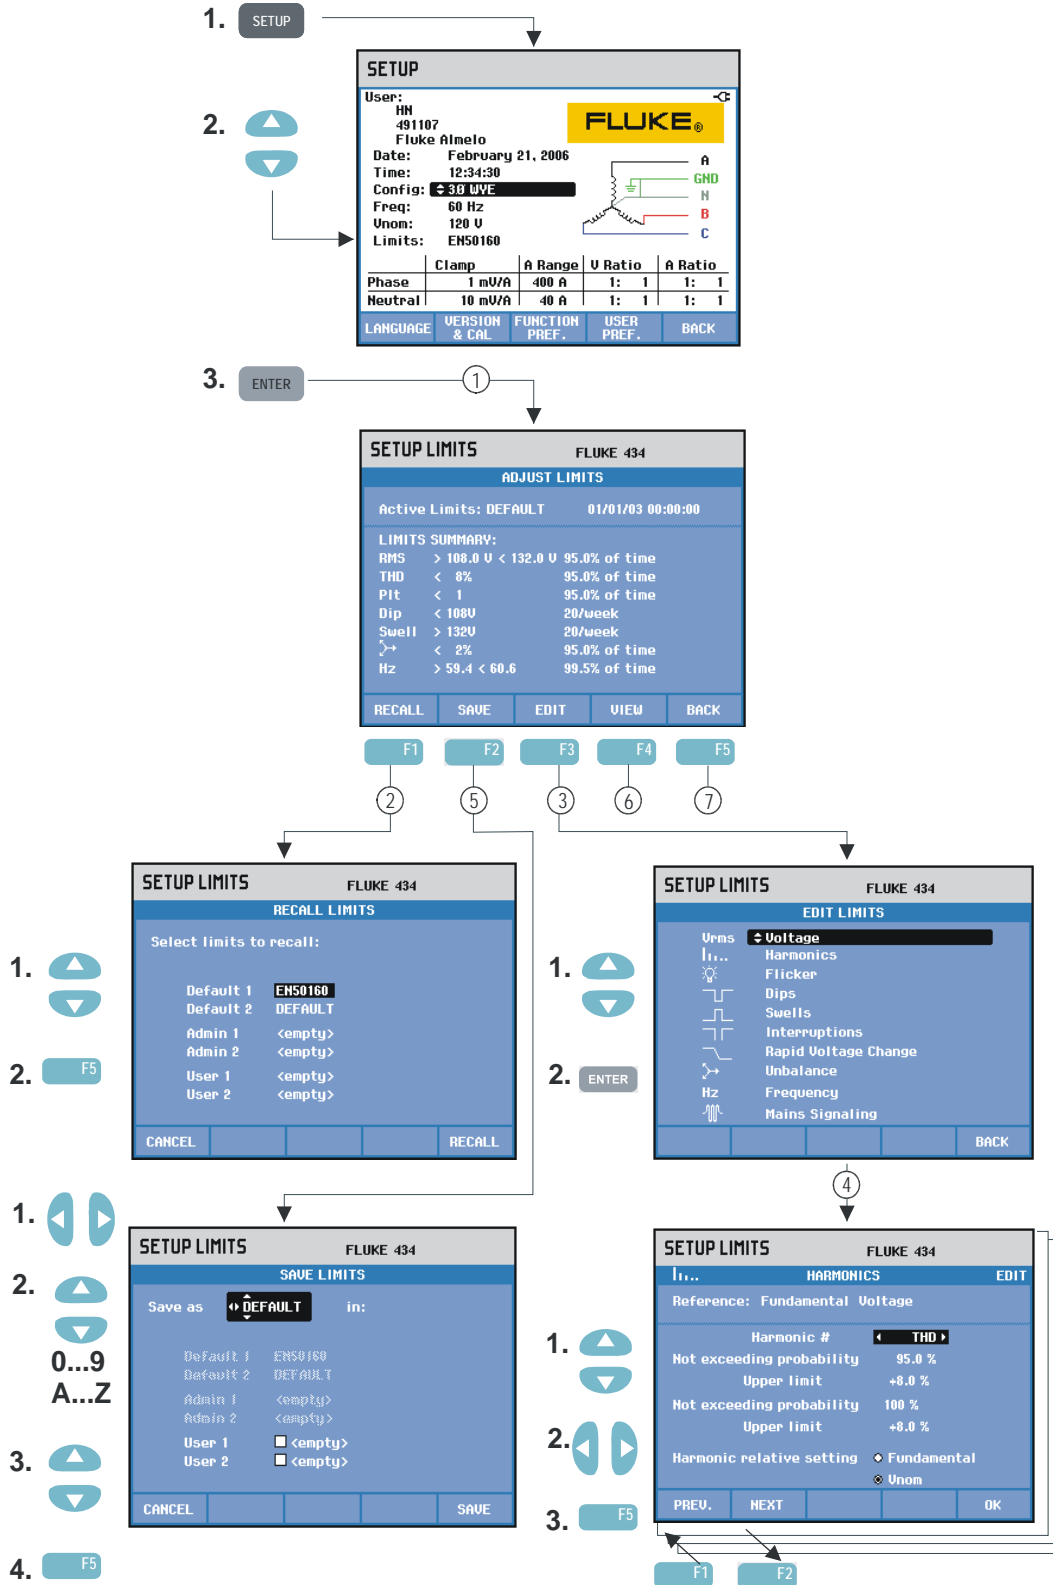 1. SETUP
SETUP
User:
HN
491107
Fluke Almelo
FLUKE®
2.
Date: February 21, 2006
Time: 12:34:30
Config: 3Ø WYE
Freq: 60 Hz
Vnom: 120 V
Limits: EN50160
A
GND
N
B
C
Clamp A Range V Ratio A Ratio
Phase 1 mV/A 400 A 1: 1 1: 1
Neutral 10 mV/A 40 A 1: 1 1: 1
LANGUAGE VERSION & CAL FUNCTION PREF. USER PREF. BACK
3. ENTER 1
SETUP LIMITS FLUKE 434
ADJUST LIMITS
Active Limits: DEFAULT 01/01/03 00:00:00
LIMITS SUMMARY:
RMS > 108.0 V < 132.0 V 95.0% of time
THD < 8% 95.0% of time
Plt < 1 95.0% of time
Dip < 108V 20/week
Swell > 132V 20/week
< 2% 95.0% of time
Hz > 59.4 < 60.6 99.5% of time
RECALL SAVE EDIT VIEW BACK
F1 F2 F3 F4 F5
2 5 3 6 7
SETUP LIMITS FLUKE 434
RECALL LIMITS
Select limits to recall:
1.
Default 1 EN50160
Default 2 DEFAULT
Admin 1 <empty>
Admin 2 <empty>
2. F5
User 1 <empty>
User 2 <empty>
CANCEL RECALL
SETUP LIMITS FLUKE 434
EDIT LIMITS
1.
Vrms Voltage
Harmonics
Flicker
Dips
Swells
Interruptions
Rapid Voltage Change
2. ENTER
Unbalance
Hz Frequency
Mains Signaling
BACK
4
1.
SETUP LIMITS FLUKE 434
SAVE LIMITS
2.
Save as DEFAULT in:
0...9
A...Z
Default 1 EN50160
Default 2 DEFAULT
Admin 1 <empty>
Admin 2 <empty>
User 1 <empty>
User 2 <empty>
3.
CANCEL SAVE
4. F5
SETUP LIMITS FLUKE 434
HARMONICS EDIT
Reference: Fundamental Voltage
1.
Harmonic # THD
Not exceeding probability 95.0 %
Upper limit +8.0 %
Not exceeding probability 100 %
Upper limit +8.0 %
2.
Harmonic relative setting Fundamental
Vnom
3. F5
PREV. NEXT OK
F1 F2